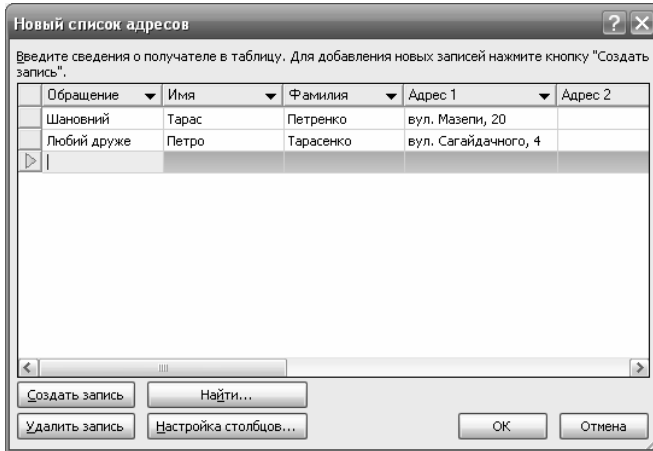 Новый список адресов
Введите сведения о получателе в таблицу. Для добавления новых записей нажмите кнопку "Создать
запись".
Обращение Имя Фамилия Адрес 1 Адрес 2
Шановний Тарас Петренко вул. Мазепи, 20
Любий друже Петро Тарасенко вул. Сагайдачного, 4
Создать запись Найти...
Удалить запись Настройка столбцов... ОК Отмена